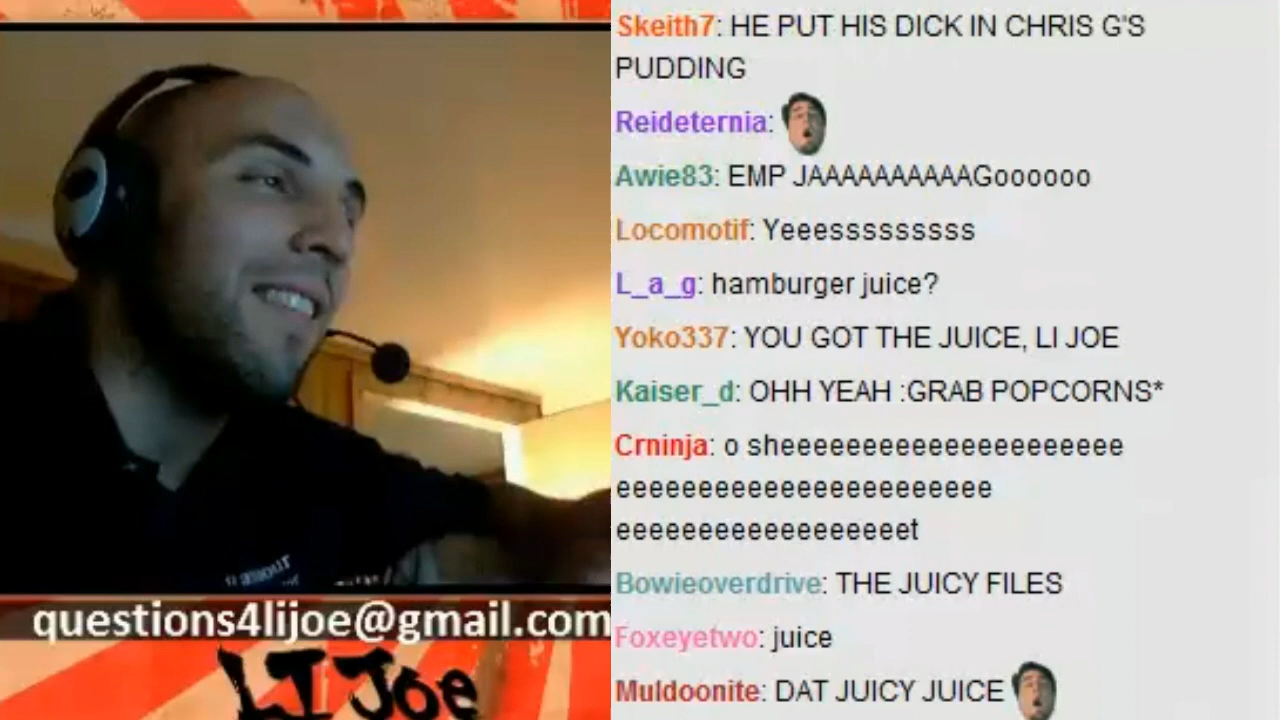 questions4lijoe@gmail.com
LI Joe
Skeith7: HE PUT HIS DICK IN CHRIS G'S
PUDDING
Reideternia:
Awie83: EMP JAAAAAAAAAAGoooooo
Locomotif: Yeeesssssssss
L_a_g: hamburger juice?
Yoko337: YOU GOT THE JUICE, LI JOE
Kaiser_d: OHH YEAH :GRAB POPCORNS*
Crninja: o sheeeeeeeeeeeeeeeeeeeee
eeeeeeeeeeeeeeeeeeeeeee
eeeeeeeeeeeeeeeeeet
Bowieoverdrive: THE JUICY FILES
Foxeyetwo: juice
Muldoonite: DAT JUICY JUICE